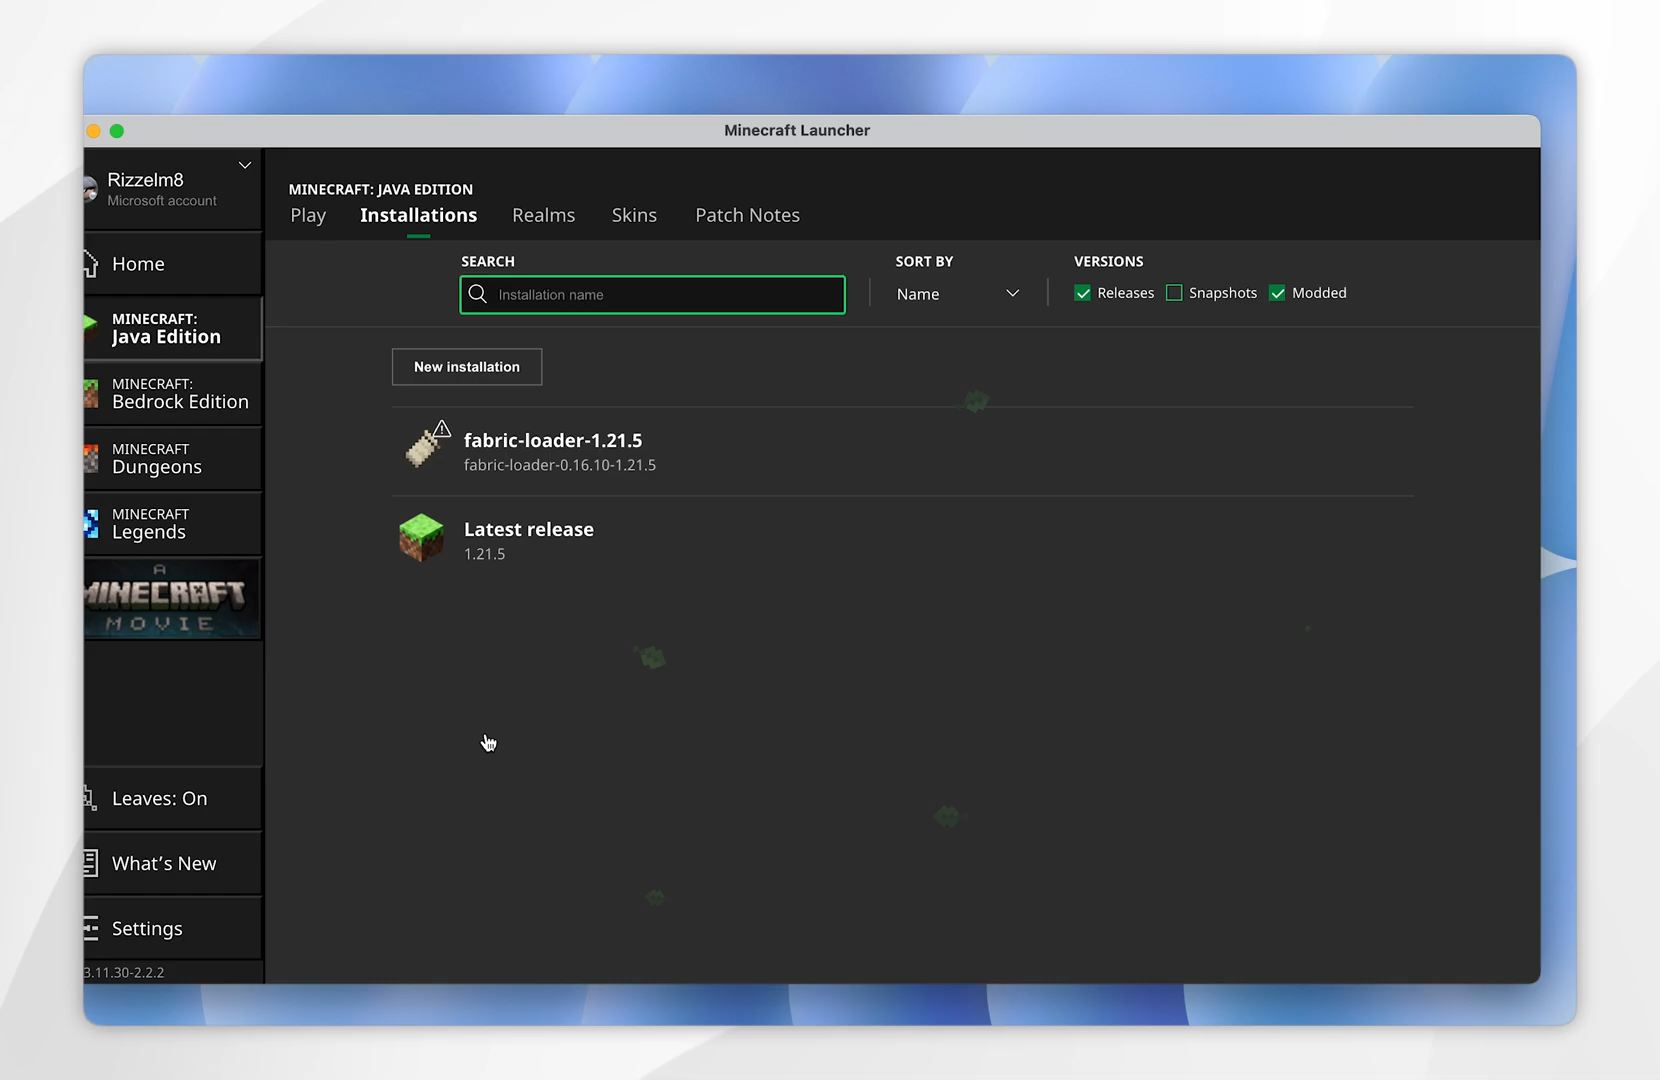 Minecraft Launcher
Rizzelm8
Microsoft account
Home
MINECRAFT:
Java Edition
MINECRAFT:
Bedrock Edition
MINECRAFT
Dungeons
MINECRAFT
Legends
A
MINECRAFT
MOVIE
Leaves: On
What's New
Settings
3.11.30-2.2.2
MINECRAFT: JAVA EDITION
Play Installations Realms Skins Patch Notes
SEARCH SORT BY VERSIONS
Installation name Name Releases Snapshots Modded
New installation
fabric-loader-1.21.5
fabric-loader-0.16.10-1.21.5
Latest release
1.21.5